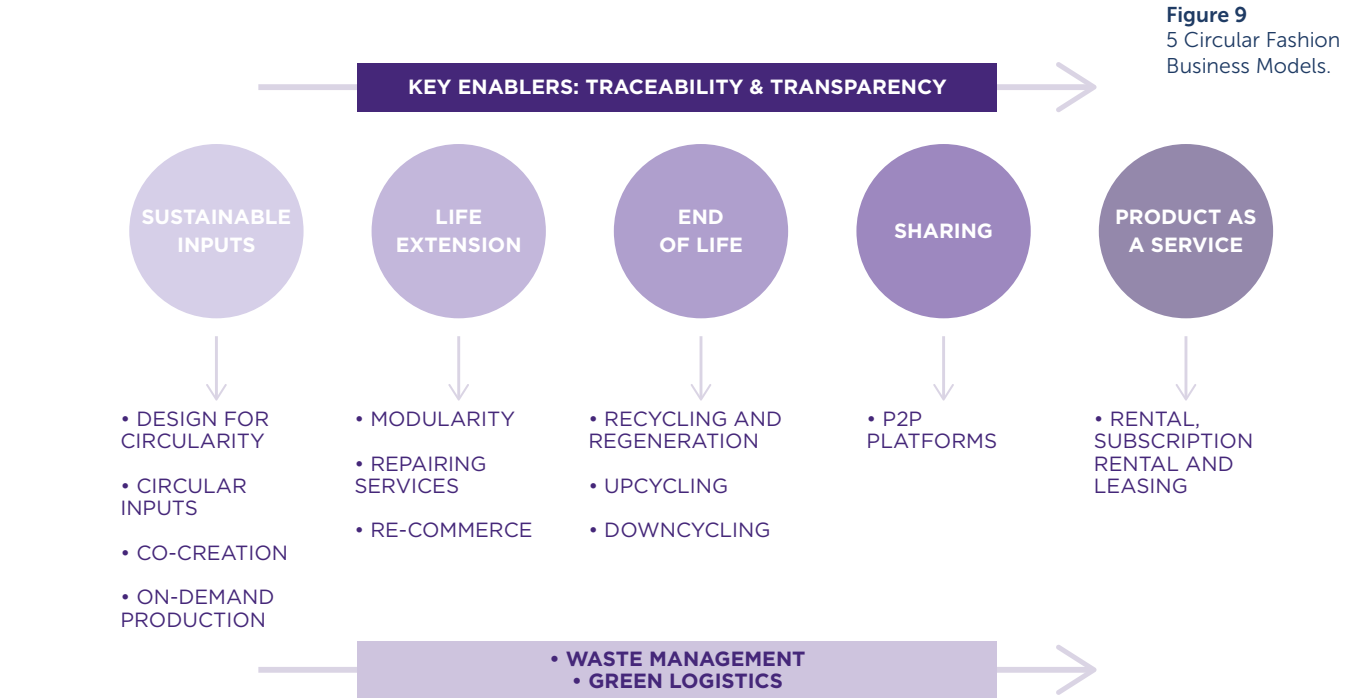 Figure 9
5 Circular Fashion
Business Models.
KEY ENABLERS: TRACEABILITY & TRANSPARENCY
SUSTAINABLE
INPUTS
LIFE
EXTENSION
END
OF LIFE
SHARING
PRODUCT AS
A SERVICE
• DESIGN FOR
CIRCULARITY
• CIRCULAR
INPUTS
• CO-CREATION
• ON-DEMAND
PRODUCTION
• MODULARITY
• REPAIRING
SERVICES
• RE-COMMERCE
• RECYCLING AND
REGENERATION
• UPCYCLING
• DOWNCYCLING
• P2P
PLATFORMS
• RENTAL,
SUBSCRIPTION
RENTAL AND
LEASING
• WASTE MANAGEMENT
• GREEN LOGISTICS